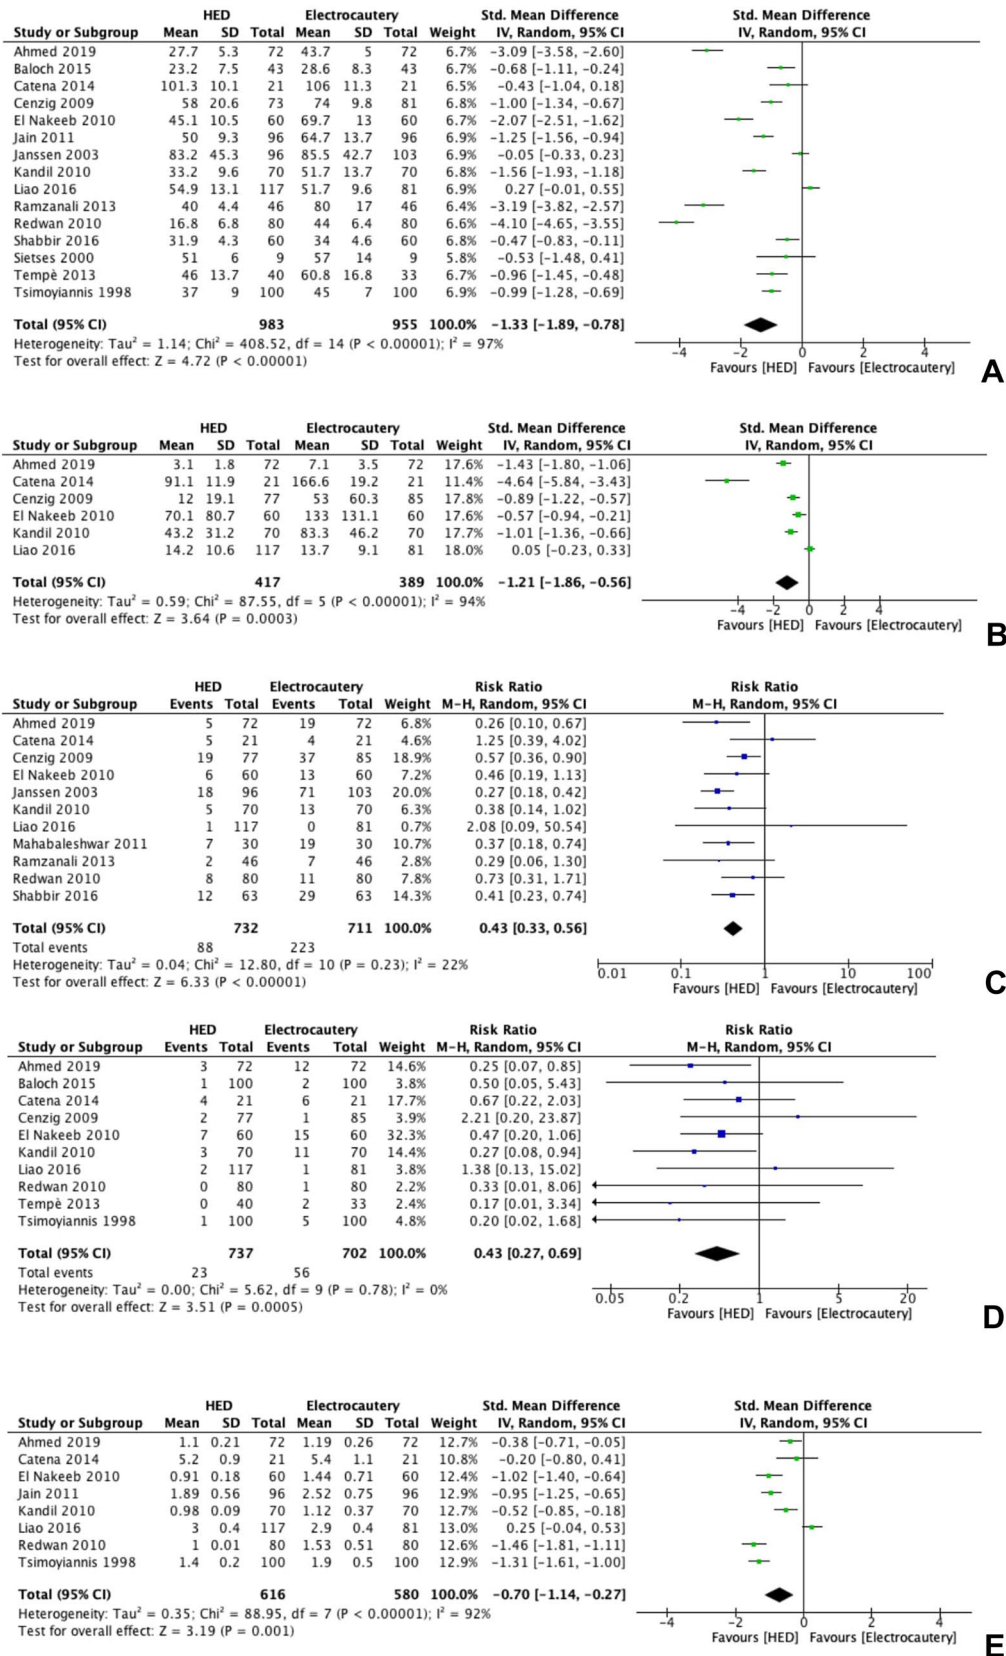 HED Electrocautery Std. Mean Difference Std. Mean Difference
Study or Subgroup Mean SD Total Mean SD Total Weight IV, Random, 95% CI IV, Random, 95% CI
Ahmed 2019 27.7 5.3 72 43.7 5 72 6.7% −3.09 [−3.58, −2.60]
Baloch 2015 23.2 7.5 43 28.6 8.3 43 6.7% −0.68 [−1.11, −0.24]
Catena 2014 101.3 10.1 21 106 11.3 21 6.5% −0.43 [−1.04, 0.18]
Cenzig 2009 58 20.6 73 74 9.8 81 6.8% −1.00 [−1.34, −0.67]
El Nakeeb 2010 45.1 10.5 60 69.7 13 60 6.7% −2.07 [−2.51, −1.62]
Jain 2011 50 9.3 96 64.7 13.7 96 6.9% −1.25 [−1.56, −0.94]
Janssen 2003 83.2 45.3 96 85.5 42.7 103 6.9% −0.05 [−0.33, 0.23]
Kandil 2010 33.2 9.6 70 51.7 13.7 70 6.8% −1.56 [−1.93, −1.18]
Liao 2016 54.9 13.1 117 51.7 9.6 81 6.9% 0.27 [−0.01, 0.55]
Ramzanali 2013 40 4.4 46 80 17 46 6.4% −3.19 [−3.82, −2.57]
Redwan 2010 16.8 6.8 80 44 6.4 80 6.6% −4.10 [−4.65, −3.55]
Shabbir 2016 31.9 4.3 60 34 4.6 60 6.8% −0.47 [−0.83, −0.11]
Sietses 2000 51 6 9 57 14 9 5.8% −0.53 [−1.48, 0.41]
Tempè 2013 46 13.7 40 60.8 16.8 33 6.7% −0.96 [−1.45, −0.48]
Tsimoyiannis 1998 37 9 100 45 7 100 6.9% −0.99 [−1.28, −0.69]
Total (95% CI) 983 955 100.0% −1.33 [−1.89, −0.78]
Heterogeneity: Tau² = 1.14; Chi² = 408.52, df = 14 (P < 0.00001); I² = 97%
−4 −2 0 2 4
Test for overall effect: Z = 4.72 (P < 0.00001)
Favours [HED] Favours [Electrocautery]
A
HED Electrocautery Std. Mean Difference Std. Mean Difference
Study or Subgroup Mean SD Total Mean SD Total Weight IV, Random, 95% CI IV, Random, 95% CI
Ahmed 2019 3.1 1.8 72 7.1 3.5 72 17.6% −1.43 [−1.80, −1.06]
Catena 2014 91.1 11.9 21 166.6 19.2 21 11.4% −4.64 [−5.84, −3.43]
Cenzig 2009 12 19.1 77 53 60.3 85 17.8% −0.89 [−1.22, −0.57]
El Nakeeb 2010 70.1 80.7 60 133 131.1 60 17.6% −0.57 [−0.94, −0.21]
Kandil 2010 43.2 31.2 70 83.3 46.2 70 17.7% −1.01 [−1.36, −0.66]
Liao 2016 14.2 10.6 117 13.7 9.1 81 18.0% 0.05 [−0.23, 0.33]
Total (95% CI) 417 389 100.0% −1.21 [−1.86, −0.56]
Heterogeneity: Tau² = 0.59; Chi² = 87.55, df = 5 (P < 0.00001); I² = 94%
−4 −2 0 2 4
Test for overall effect: Z = 3.64 (P = 0.0003)
Favours [HED] Favours [Electrocautery]
B
HED Electrocautery Risk Ratio Risk Ratio
Study or Subgroup Events Total Events Total Weight M−H, Random, 95% CI M−H, Random, 95% CI
Ahmed 2019 5 72 19 72 6.8% 0.26 [0.10, 0.67]
Catena 2014 5 21 4 21 4.6% 1.25 [0.39, 4.02]
Cenzig 2009 19 77 37 85 18.9% 0.57 [0.36, 0.90]
El Nakeeb 2010 6 60 13 60 7.2% 0.46 [0.19, 1.13]
Janssen 2003 18 96 71 103 20.0% 0.27 [0.18, 0.42]
Kandil 2010 5 70 13 70 6.3% 0.38 [0.14, 1.02]
Liao 2016 1 117 0 81 0.7% 2.08 [0.09, 50.54]
Mahabaleshwar 2011 7 30 19 30 10.7% 0.37 [0.18, 0.74]
Ramzanali 2013 2 46 7 46 2.8% 0.29 [0.06, 1.30]
Redwan 2010 8 80 11 80 7.8% 0.73 [0.31, 1.71]
Shabbir 2016 12 63 29 63 14.3% 0.41 [0.23, 0.74]
Total (95% CI) 732 711 100.0% 0.43 [0.33, 0.56]
Total events 88 223
Heterogeneity: Tau² = 0.04; Chi² = 12.80, df = 10 (P = 0.23); I² = 22%
0.01 0.1 1 10 100
Test for overall effect: Z = 6.33 (P < 0.00001)
Favours [HED] Favours [Electrocautery]
C
HED Electrocautery Risk Ratio Risk Ratio
Study or Subgroup Events Total Events Total Weight M−H, Random, 95% CI M−H, Random, 95% CI
Ahmed 2019 3 72 12 72 14.6% 0.25 [0.07, 0.85]
Baloch 2015 1 100 2 100 3.8% 0.50 [0.05, 5.43]
Catena 2014 4 21 6 21 17.7% 0.67 [0.22, 2.03]
Cenzig 2009 2 77 1 85 3.9% 2.21 [0.20, 23.87]
El Nakeeb 2010 7 60 15 60 32.3% 0.47 [0.20, 1.06]
Kandil 2010 3 70 11 70 14.4% 0.27 [0.08, 0.94]
Liao 2016 2 117 1 81 3.8% 1.38 [0.13, 15.02]
Redwan 2010 0 80 1 80 2.2% 0.33 [0.01, 8.06]
Tempè 2013 0 40 2 33 2.4% 0.17 [0.01, 3.34]
Tsimoyiannis 1998 1 100 5 100 4.8% 0.20 [0.02, 1.68]
Total (95% CI) 737 702 100.0% 0.43 [0.27, 0.69]
Total events 23 56
Heterogeneity: Tau² = 0.00; Chi² = 5.62, df = 9 (P = 0.78); I² = 0%
0.05 0.2 1 5 20
Test for overall effect: Z = 3.51 (P = 0.0005)
Favours [HED] Favours [Electrocautery]
D
HED Electrocautery Std. Mean Difference Std. Mean Difference
Study or Subgroup Mean SD Total Mean SD Total Weight IV, Random, 95% CI IV, Random, 95% CI
Ahmed 2019 1.1 0.21 72 1.19 0.26 72 12.7% −0.38 [−0.71, −0.05]
Catena 2014 5.2 0.9 21 5.4 1.1 21 10.8% −0.20 [−0.80, 0.41]
El Nakeeb 2010 0.91 0.18 60 1.44 0.71 60 12.4% −1.02 [−1.40, −0.64]
Jain 2011 1.89 0.56 96 2.52 0.75 96 12.9% −0.95 [−1.25, −0.65]
Kandil 2010 0.98 0.09 70 1.12 0.37 70 12.7% −0.52 [−0.85, −0.18]
Liao 2016 3 0.4 117 2.9 0.4 81 13.0% 0.25 [−0.04, 0.53]
Redwan 2010 1 0.01 80 1.53 0.51 80 12.6% −1.46 [−1.81, −1.11]
Tsimoyiannis 1998 1.4 0.2 100 1.9 0.5 100 12.9% −1.31 [−1.61, −1.00]
Total (95% CI) 616 580 100.0% −0.70 [−1.14, −0.27]
Heterogeneity: Tau² = 0.35; Chi² = 88.95, df = 7 (P < 0.00001); I² = 92%
−4 −2 0 2 4
Test for overall effect: Z = 3.19 (P = 0.001)
Favours [HED] Favours [Electrocautery]
E